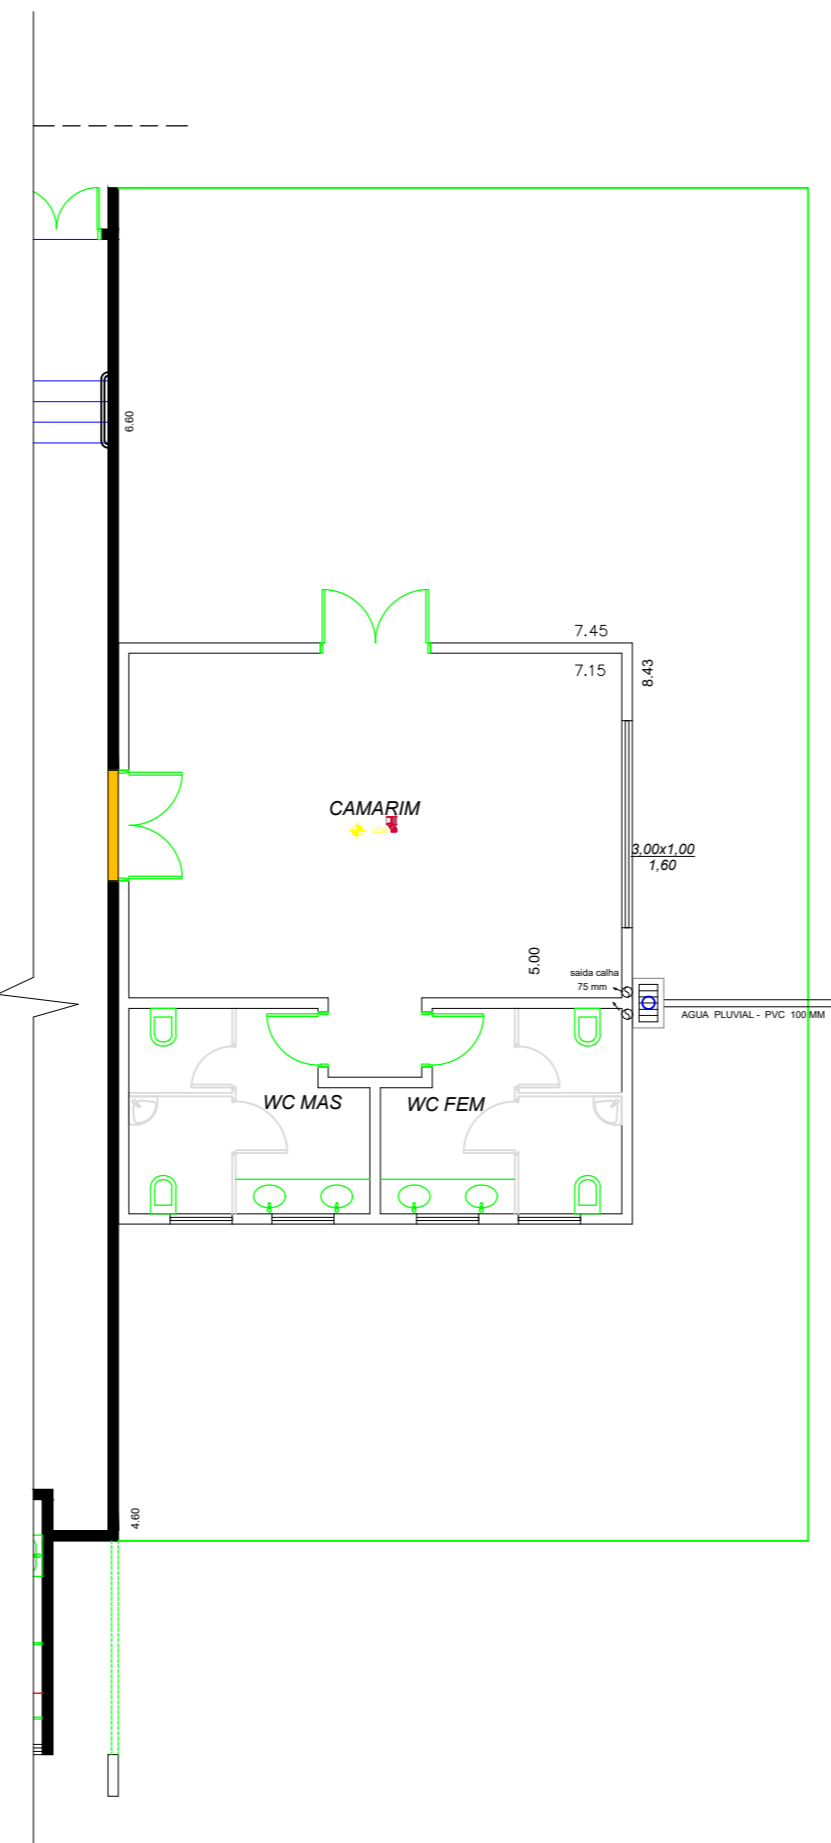 6.60
7.45
7.15
8.43
CAMARIM
3,00x1,00
1,60
5.00
saida calha
75 mm
AGUA PLUVIAL - PVC 100 MM
WC MAS
WC FEM
4.60